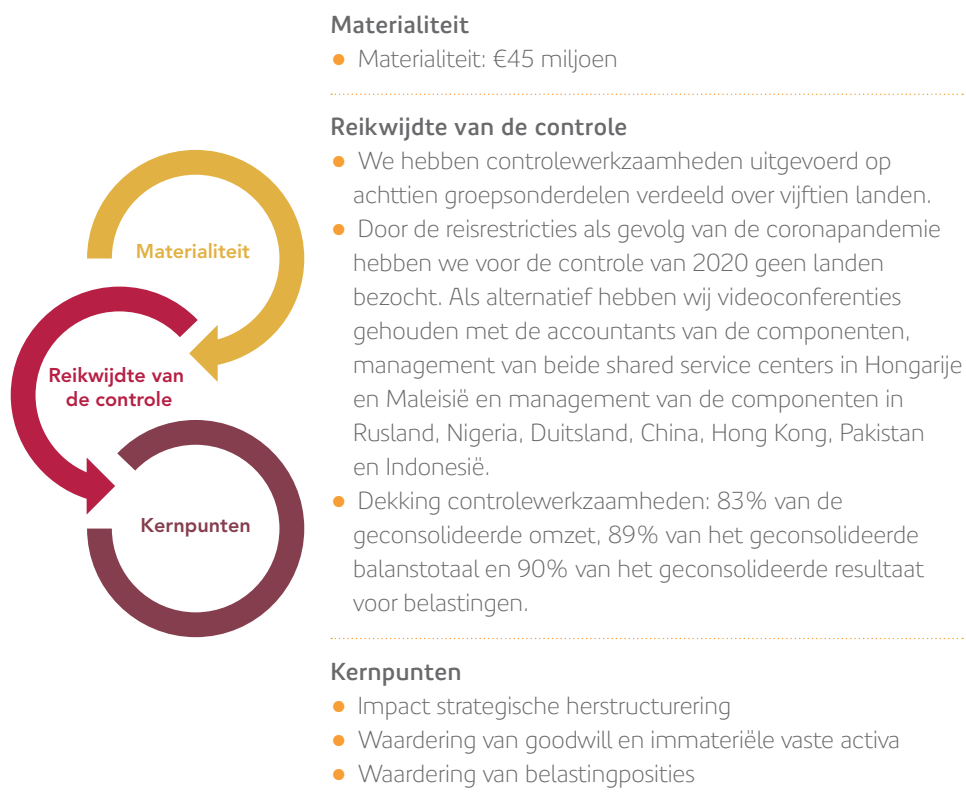 Materialiteit
● Materialiteit: €45 miljoen
Reikwijdte van de controle
● We hebben controlewerkzaamheden uitgevoerd op
achttien groepsonderdelen verdeeld over vijftien landen.
● Door de reisrestricties als gevolg van de coronapandemie
hebben we voor de controle van 2020 geen landen
bezocht. Als alternatief hebben wij videoconferenties
gehouden met de accountants van de componenten,
management van beide shared service centers in Hongarije
en Maleisië en management van de componenten in
Rusland, Nigeria, Duitsland, China, Hong Kong, Pakistan
en Indonesië.
● Dekking controlewerkzaamheden: 83% van de
geconsolideerde omzet, 89% van het geconsolideerde
balanstotaal en 90% van het geconsolideerde resultaat
voor belastingen.
Kernpunten
● Impact strategische herstructurering
● Waardering van goodwill en immateriële vaste activa
● Waardering van belastingposities
Materialiteit
Reikwijdte van
de controle
Kernpunten